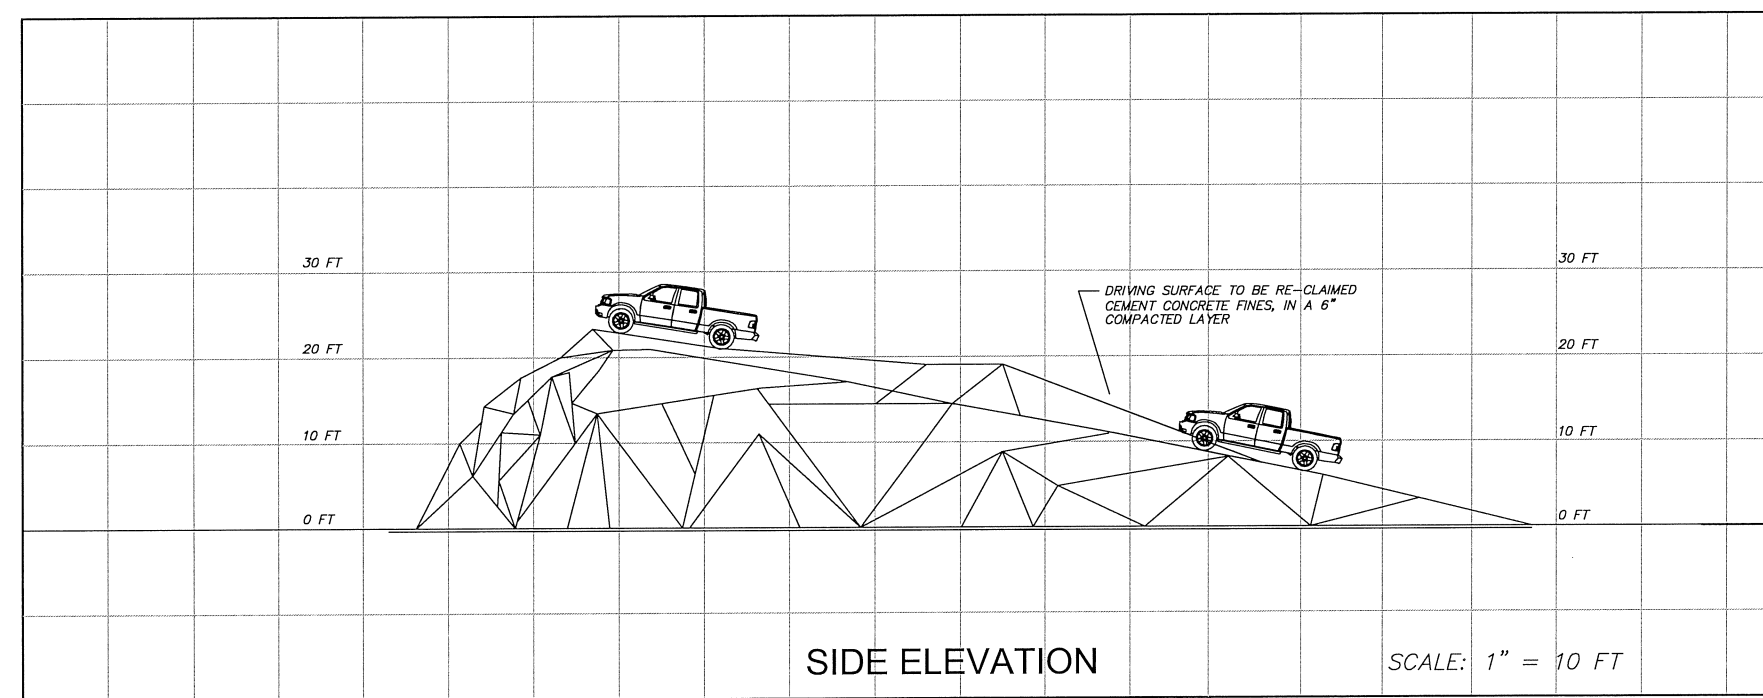 30 FT
30 FT
DRIVING SURFACE TO BE RE-CLAIMED
CEMENT CONCRETE FINES, IN A 6"
COMPACTED LAYER
20 FT
20 FT
10 FT
10 FT
0 FT
0 FT
SIDE ELEVATION
SCALE: 1" = 10 FT